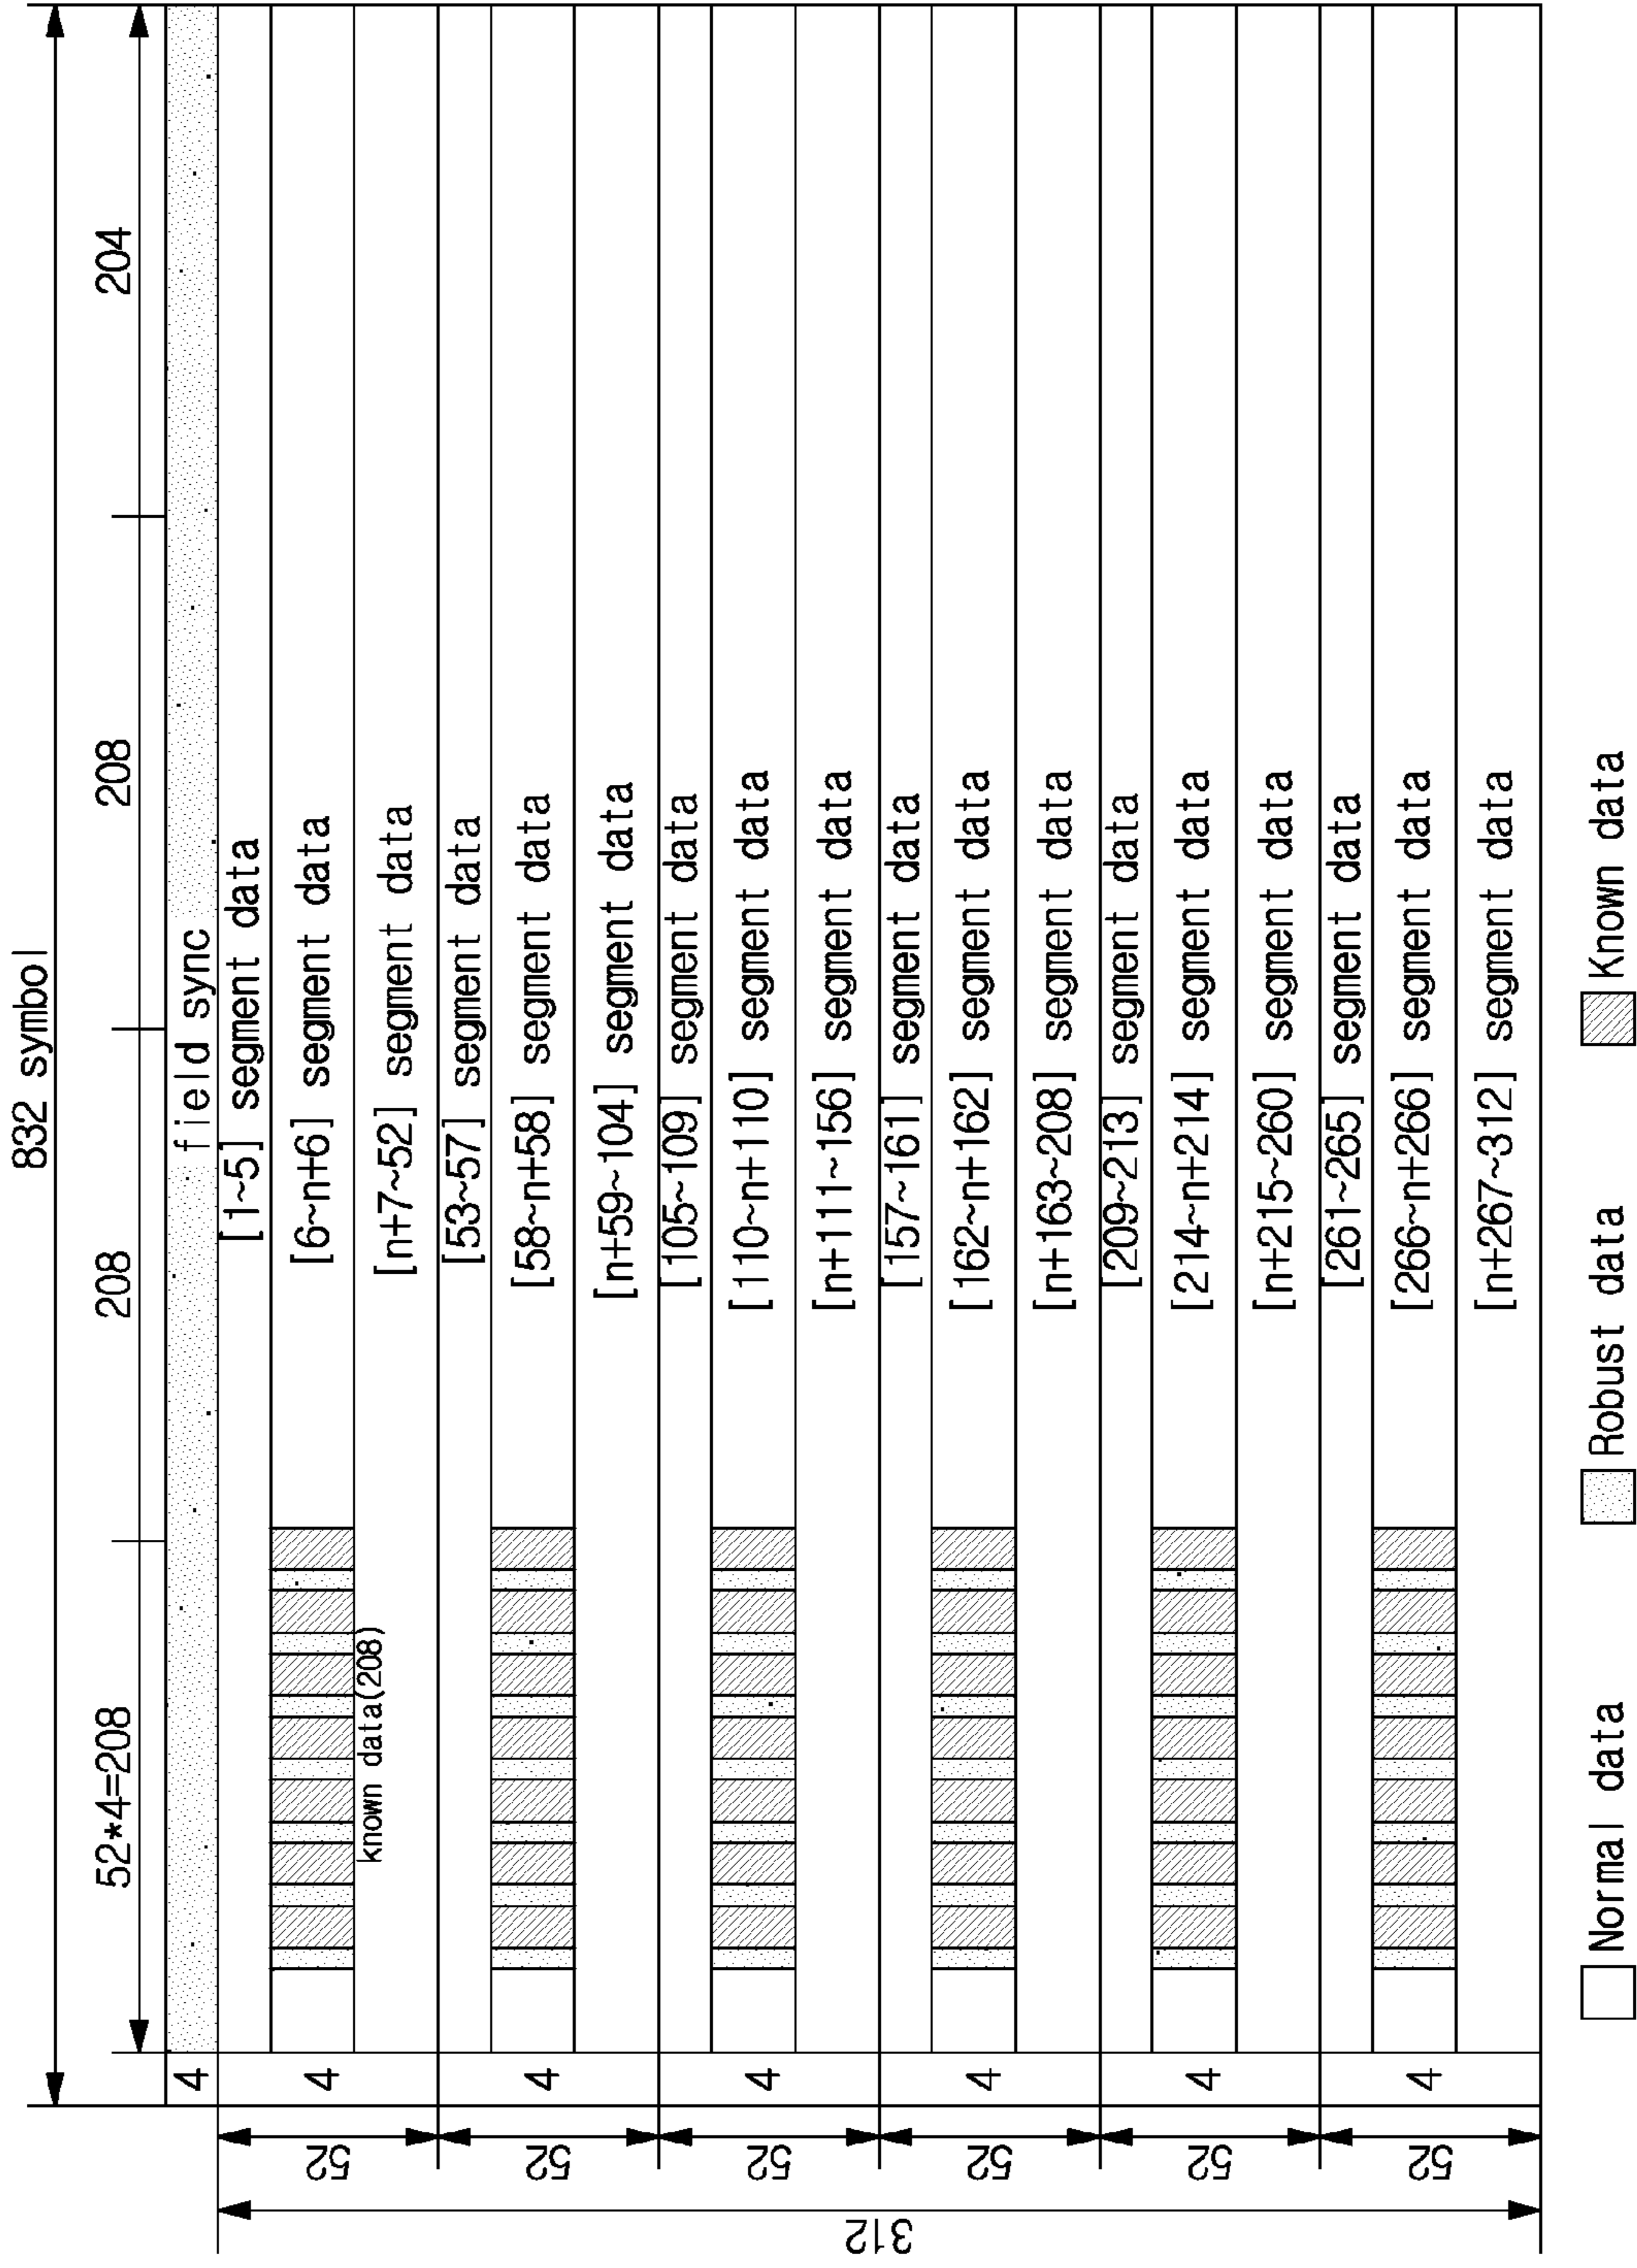 832 symbol
52*4=208 208 208 204
4 field sync
[1~5] segment data
4 [6~n+6] segment data
known data(208)
[n+7~52] segment data
52
[53~57] segment data
4 [58~n+58] segment data
[n+59~104] segment data
52
[105~109] segment data
4 [110~n+110] segment data
[n+111~156] segment data
52
[157~161] segment data
4 [162~n+162] segment data
[n+163~208] segment data
52
[209~213] segment data
4 [214~n+214] segment data
[n+215~260] segment data
52
[261~265] segment data
4 [266~n+266] segment data
[n+267~312] segment data
52
312
Normal data Robust data Known data